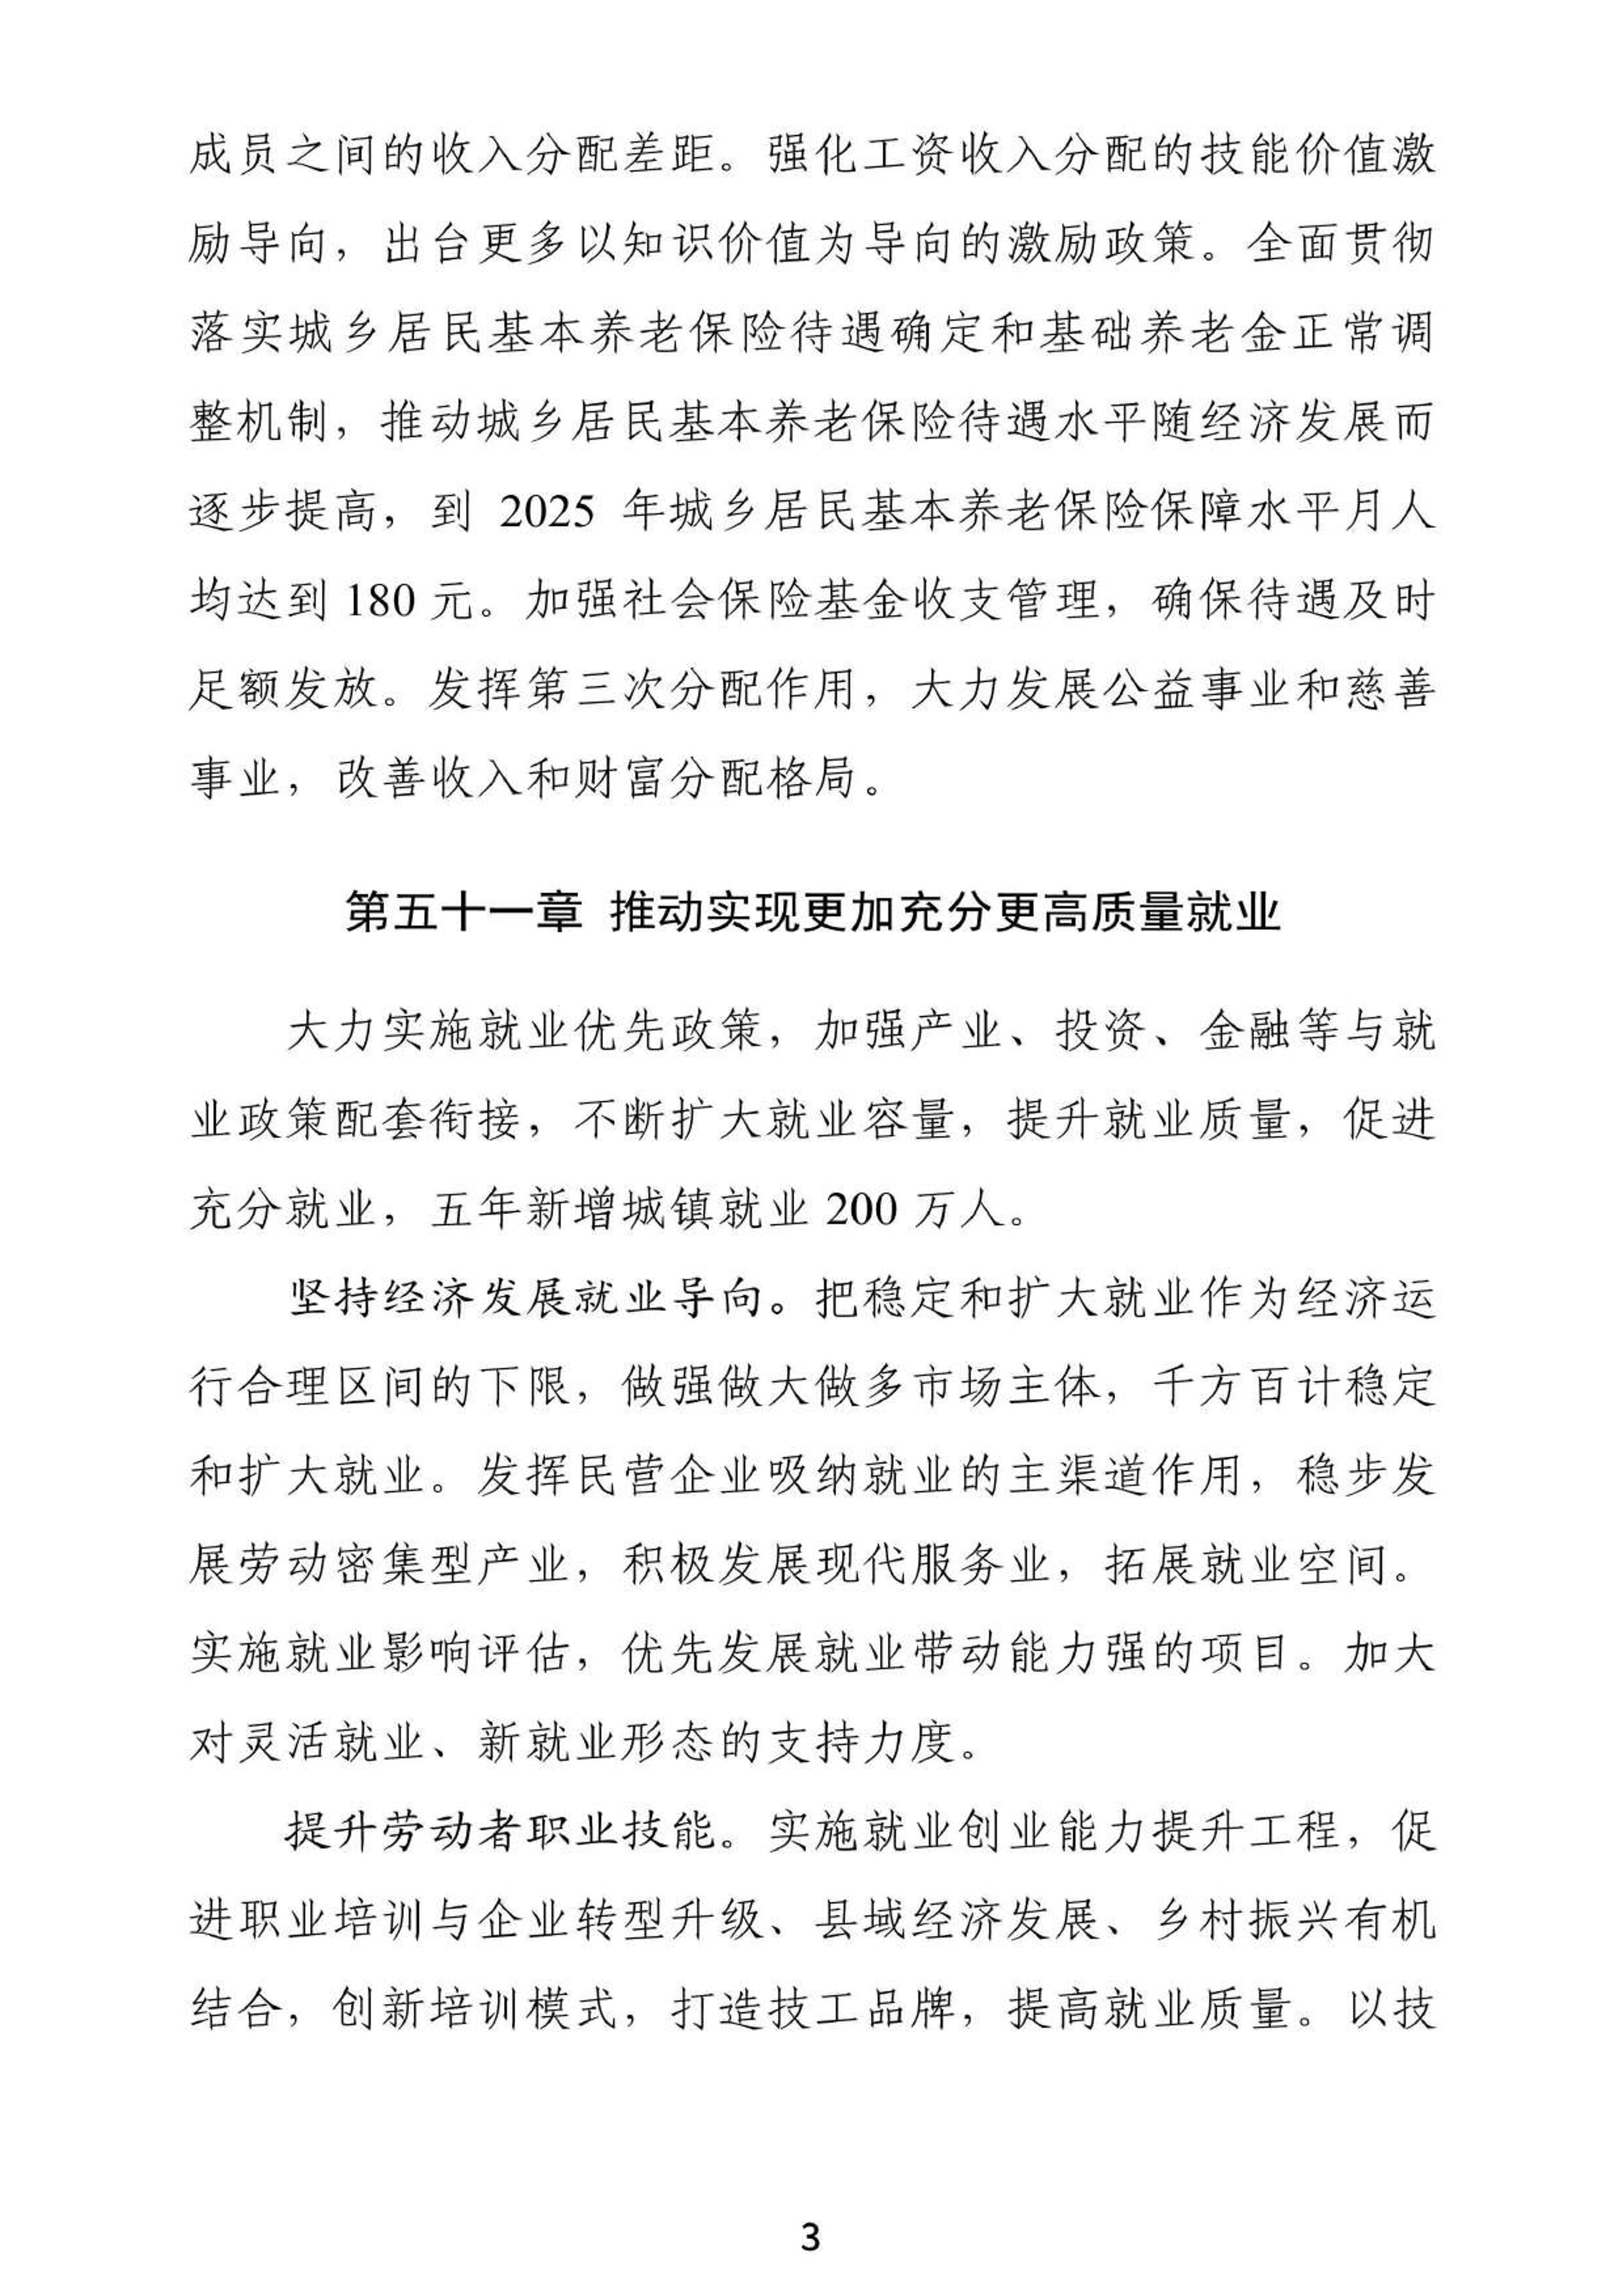 成员之间的收入分配差距。强化工资收入分配的技能价值激
励导向，出台更多以知识价值为导向的激励政策。全面贯彻
落实城乡居民基本养老保险待遇确定和基础养老金正常调
整机制，推动城乡居民基本养老保险待遇水平随经济发展而
逐步提高，到 2025 年城乡居民基本养老保险保障水平月人
均达到 180 元。加强社会保险基金收支管理，确保待遇及时
足额发放。发挥第三次分配作用，大力发展公益事业和慈善
事业，改善收入和财富分配格局。
第五十一章 推动实现更加充分更高质量就业
大力实施就业优先政策，加强产业、投资、金融等与就
业政策配套衔接，不断扩大就业容量，提升就业质量，促进
充分就业，五年新增城镇就业 200 万人。
坚持经济发展就业导向。把稳定和扩大就业作为经济运
行合理区间的下限，做强做大做多市场主体，千方百计稳定
和扩大就业。发挥民营企业吸纳就业的主渠道作用，稳步发
展劳动密集型产业，积极发展现代服务业，拓展就业空间。
实施就业影响评估，优先发展就业带动能力强的项目。加大
对灵活就业、新就业形态的支持力度。
提升劳动者职业技能。实施就业创业能力提升工程，促
进职业培训与企业转型升级、县域经济发展、乡村振兴有机
结合，创新培训模式，打造技工品牌，提高就业质量。以技
3